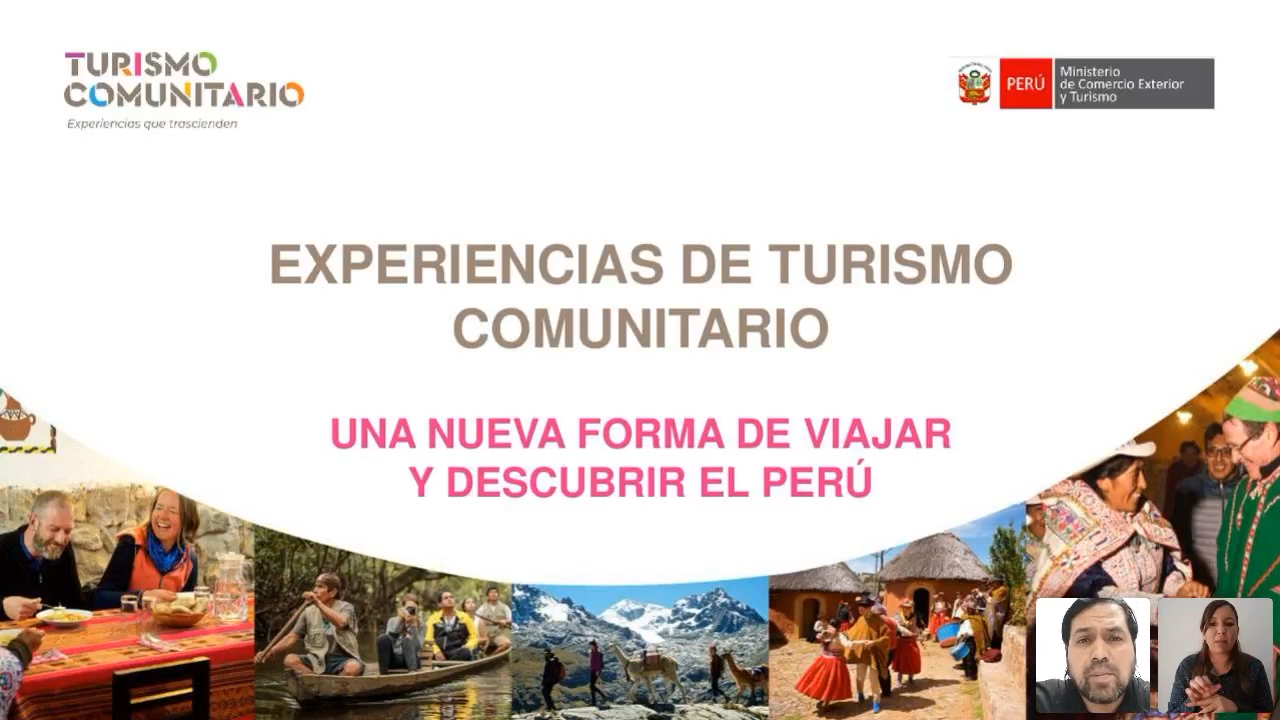 TURISMO
COMUNITARIO
Experiencias que trascienden
PERÚ
Ministerio
de Comercio Exterior
y Turismo
EXPERIENCIAS DE TURISMO
COMUNITARIO
UNA NUEVA FORMA DE VIAJAR
Y DESCUBRIR EL PERÚ